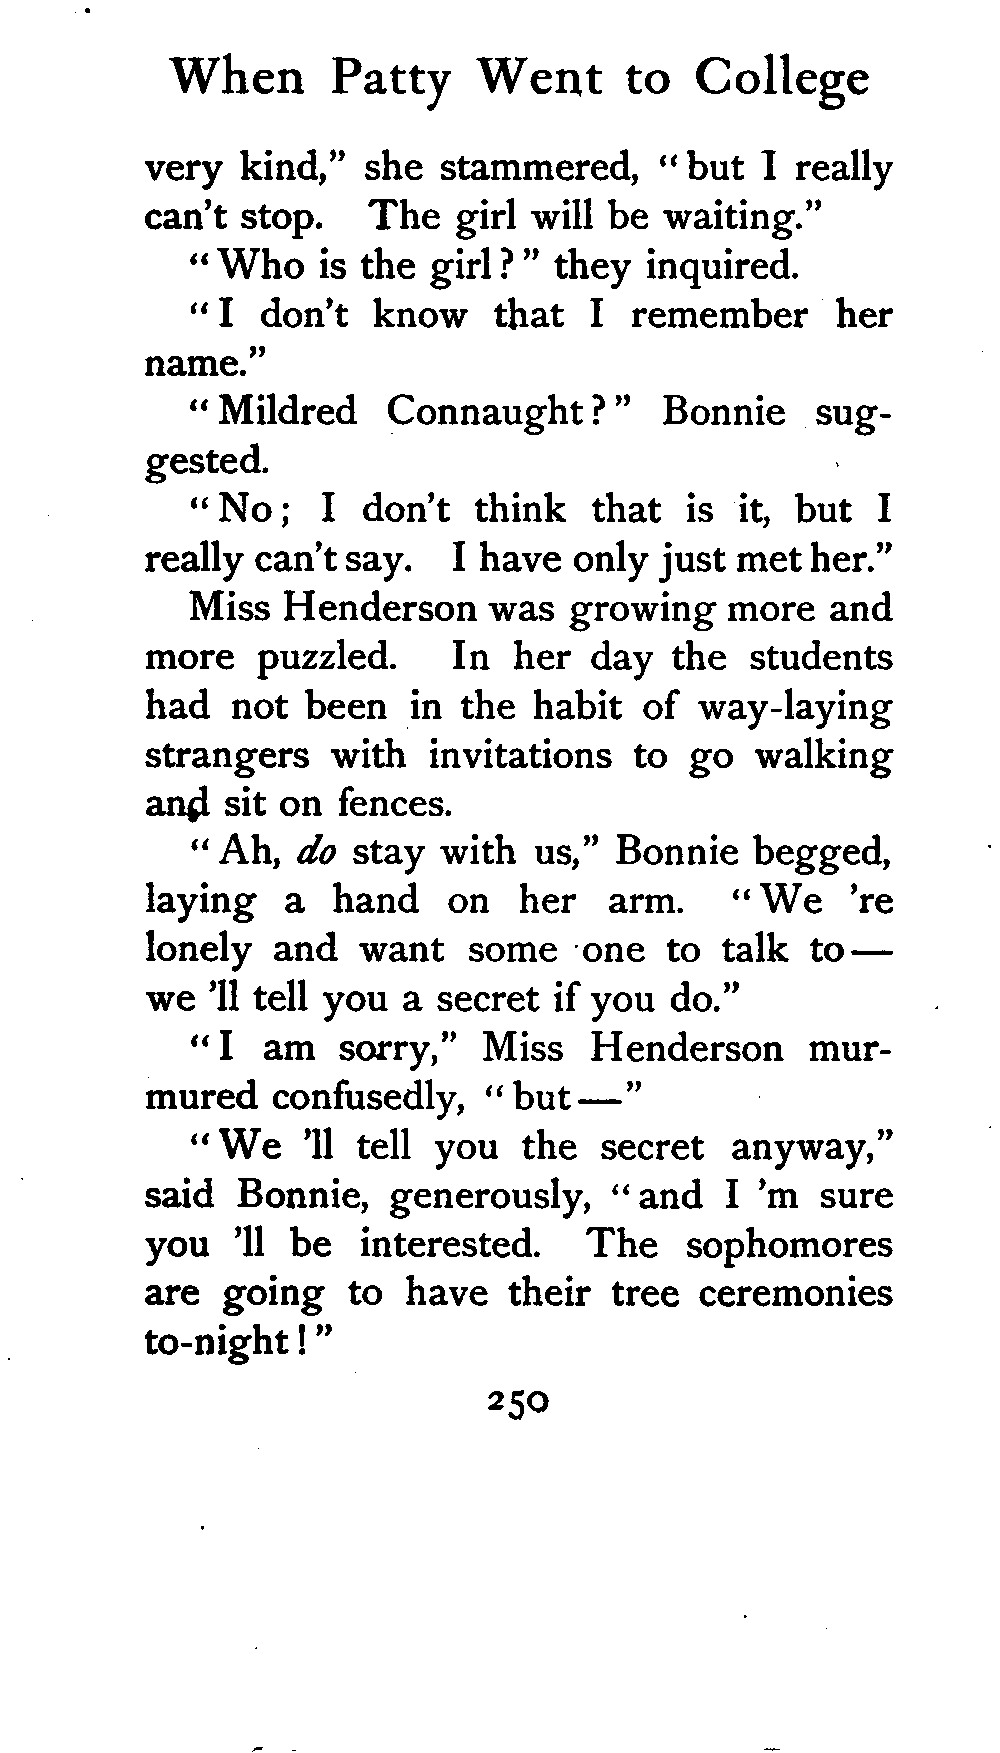 When Patty Went to College
very kind," she stammered, "but I really
can't stop. The girl will be waiting."
"Who is the girl?" they inquired.
"I don't know that I remember her
name."
"Mildred Connaught?" Bonnie sug-
gested.
"No; I don't think that is it, but I
really can't say. I have only just met her."
Miss Henderson was growing more and
more puzzled. In her day the students
had not been in the habit of way-laying
strangers with invitations to go walking
and sit on fences.
"Ah, do stay with us," Bonnie begged,
laying a hand on her arm. "We 're
lonely and want some one to talk to—
we 'll tell you a secret if you do."
"I am sorry," Miss Henderson mur-
mured confusedly, "but—"
"We 'll tell you the secret anyway,"
said Bonnie, generously, "and I 'm sure
you 'll be interested. The sophomores
are going to have their tree ceremonies
to-night!"
250